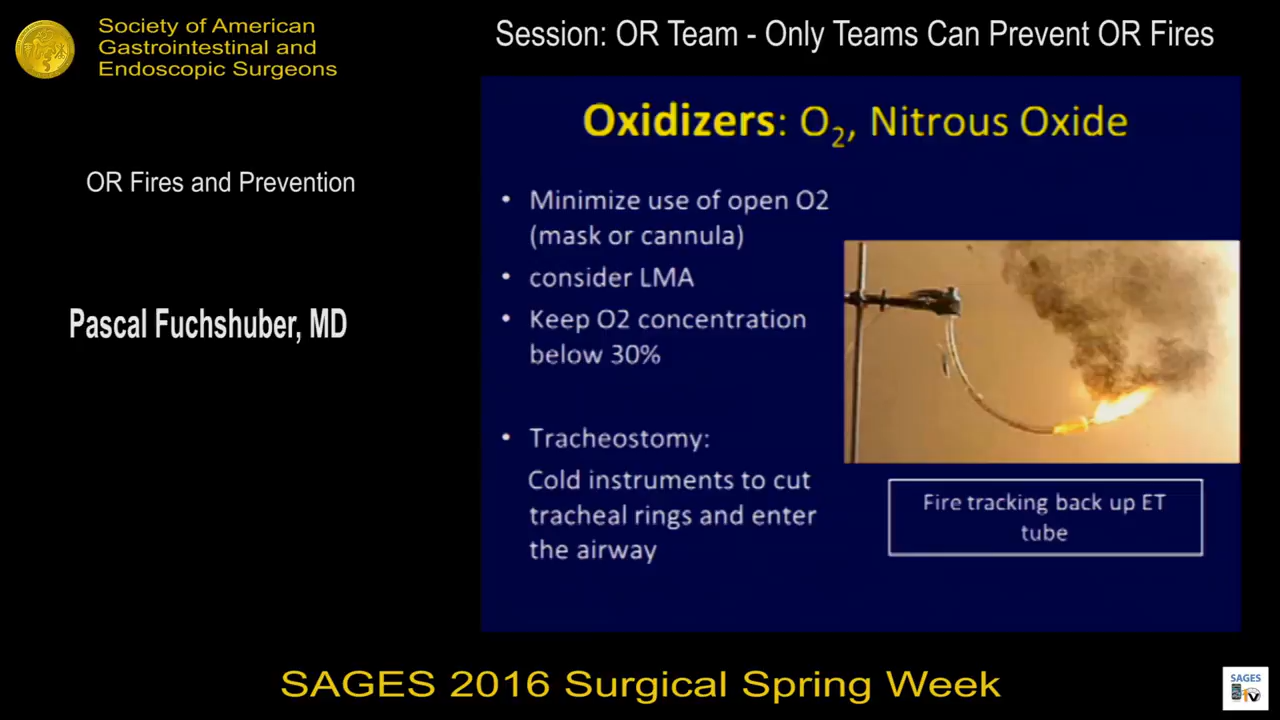 Society of American
Gastrointestinal and
Endoscopic Surgeons
Session: OR Team - Only Teams Can Prevent OR Fires
OR Fires and Prevention
Pascal Fuchshuber, MD
Oxidizers: O2, Nitrous Oxide
• Minimize use of open O2
(mask or cannula)
• consider LMA
• Keep O2 concentration
below 30%
• Tracheostomy:
Cold instruments to cut
tracheal rings and enter
the airway
Fire tracking back up ET
tube
SAGES 2016 Surgical Spring Week
SAGES
TV